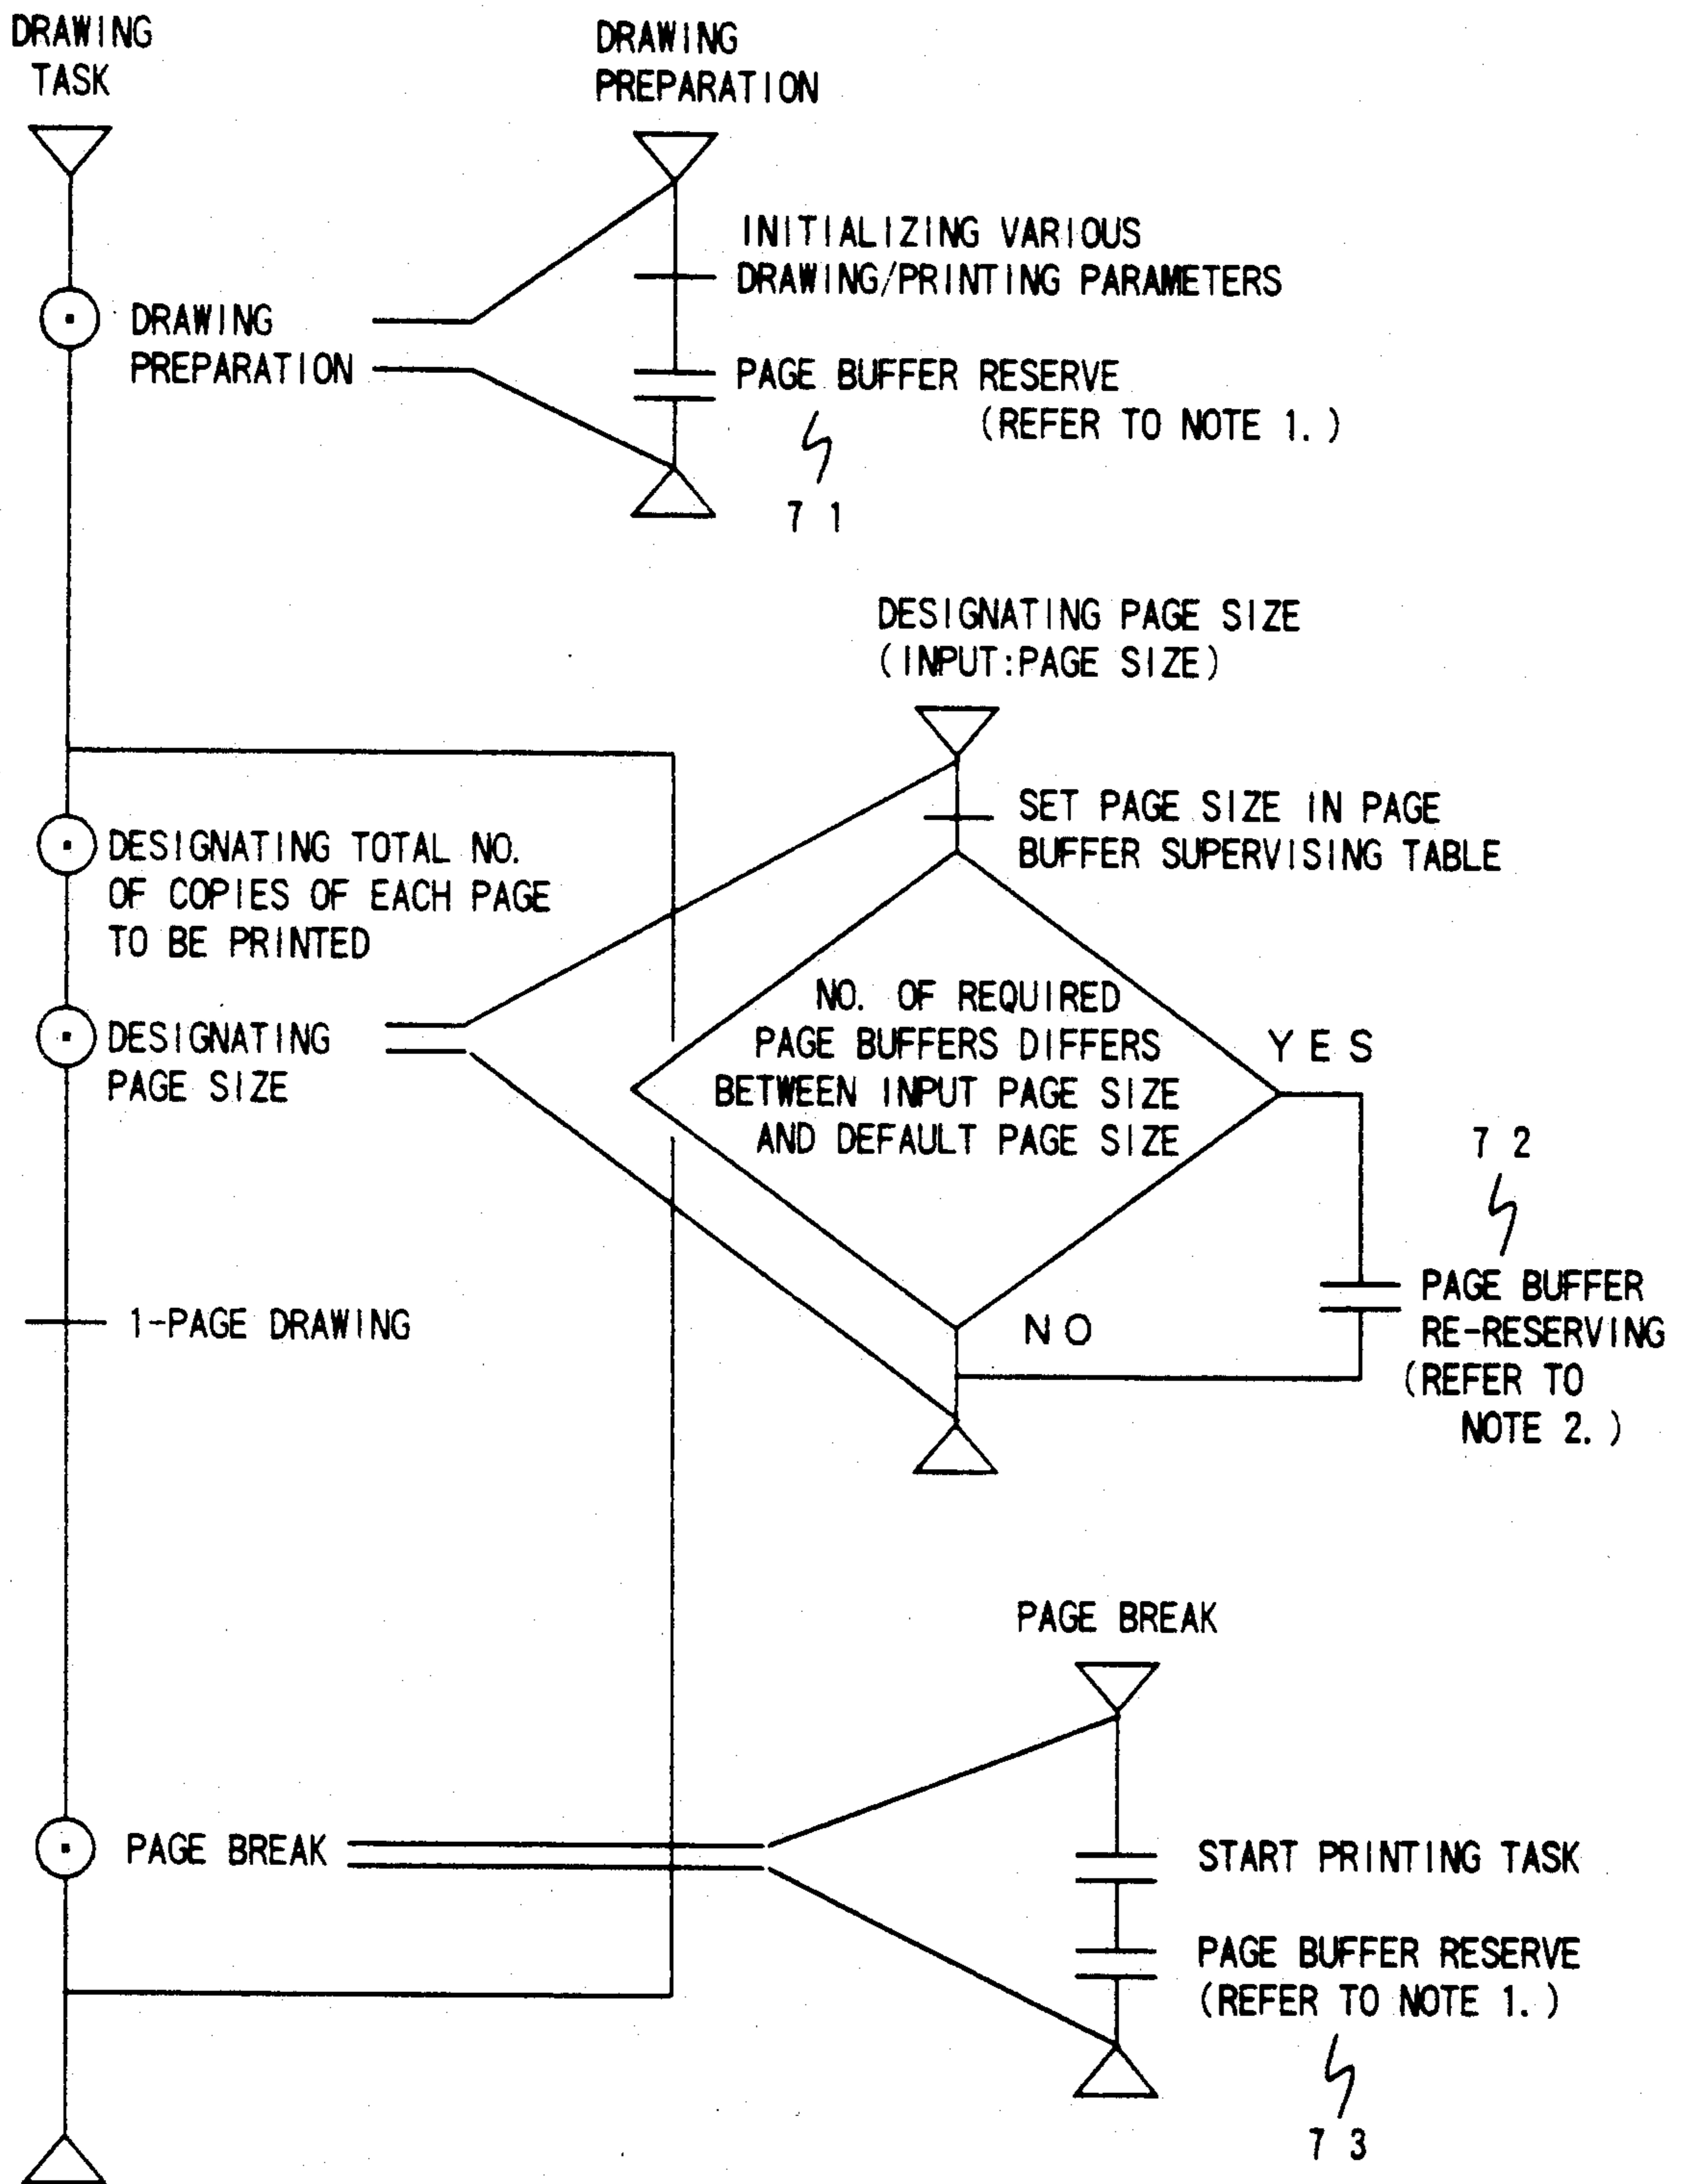 DRAWING
TASK
DRAWING
PREPARATION
INITIALIZING VARIOUS
DRAWING/PRINTING PARAMETERS
DRAWING
PREPARATION
PAGE BUFFER RESERVE
(REFER TO NOTE 1.)
71
DESIGNATING PAGE SIZE
(INPUT:PAGE SIZE)
SET PAGE SIZE IN PAGE
BUFFER SUPERVISING TABLE
DESIGNATING TOTAL NO.
OF COPIES OF EACH PAGE
TO BE PRINTED
DESIGNATING
PAGE SIZE
NO. OF REQUIRED
PAGE BUFFERS DIFFERS
BETWEEN INPUT PAGE SIZE
AND DEFAULT PAGE SIZE
YES
72
PAGE BUFFER
RE-RESERVING
(REFER TO
NOTE 2.)
NO
1-PAGE DRAWING
PAGE BREAK
PAGE BREAK
START PRINTING TASK
PAGE BUFFER RESERVE
(REFER TO NOTE 1.)
73